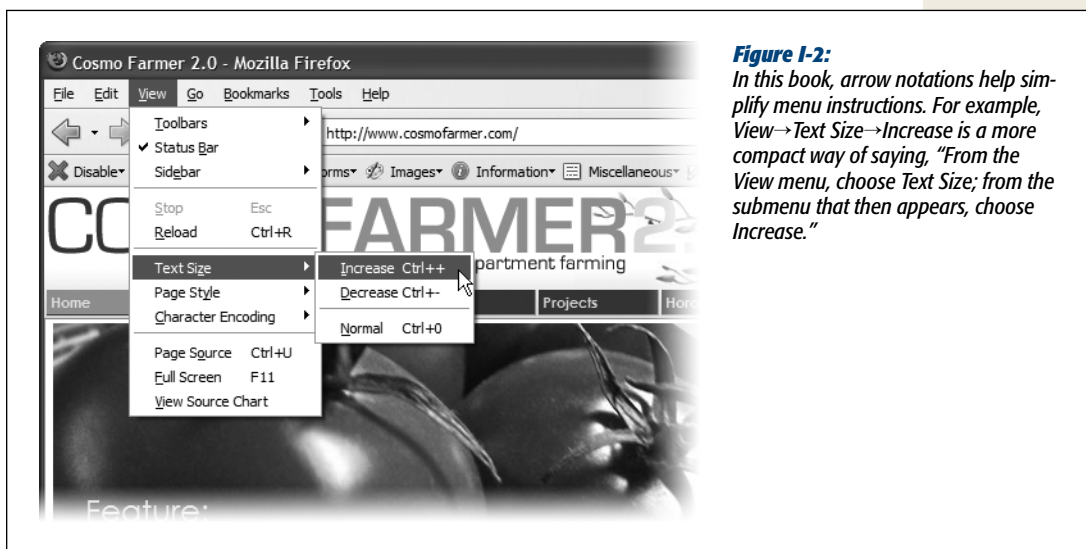 Cosmo Farmer 2.0 - Mozilla Firefox
File Edit View Go Bookmarks Tools Help
Toolbars
http://www.cosmofarmer.com/
Status Bar
Disable
Sidebar
Images Information Miscellaneous
Stop Esc
Reload Ctrl+R
FARMER2
Text Size
Increase Ctrl++
farming
Page Style
Decrease Ctrl+-
Home
Projects
Character Encoding
Normal Ctrl+0
Page Source Ctrl+U
Full Screen F11
View Source Chart
Feature:
Figure I-2:
In this book, arrow notations help sim-
plify menu instructions. For example,
View→Text Size→Increase is a more
compact way of saying, “From the
View menu, choose Text Size; from the
submenu that then appears, choose
Increase.”